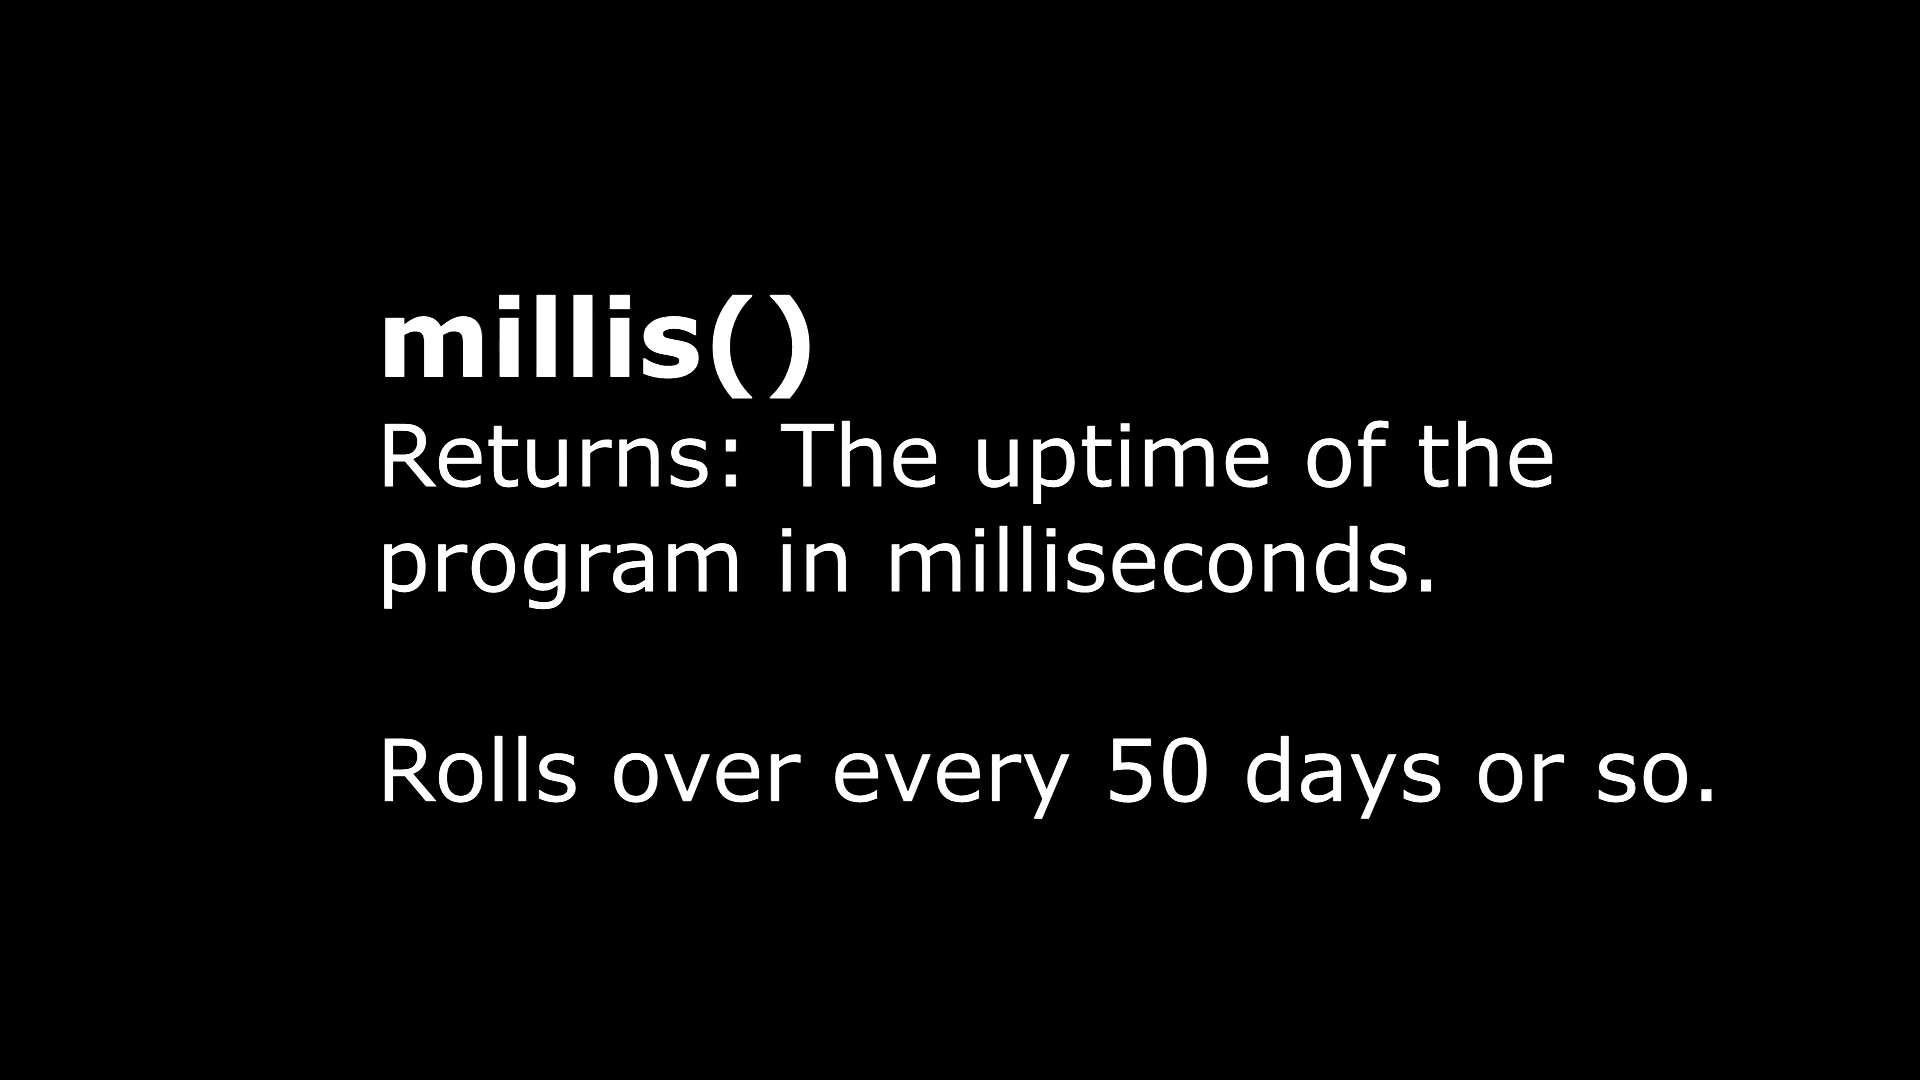 millis()
Returns: The uptime of the
program in milliseconds.
Rolls over every 50 days or so.